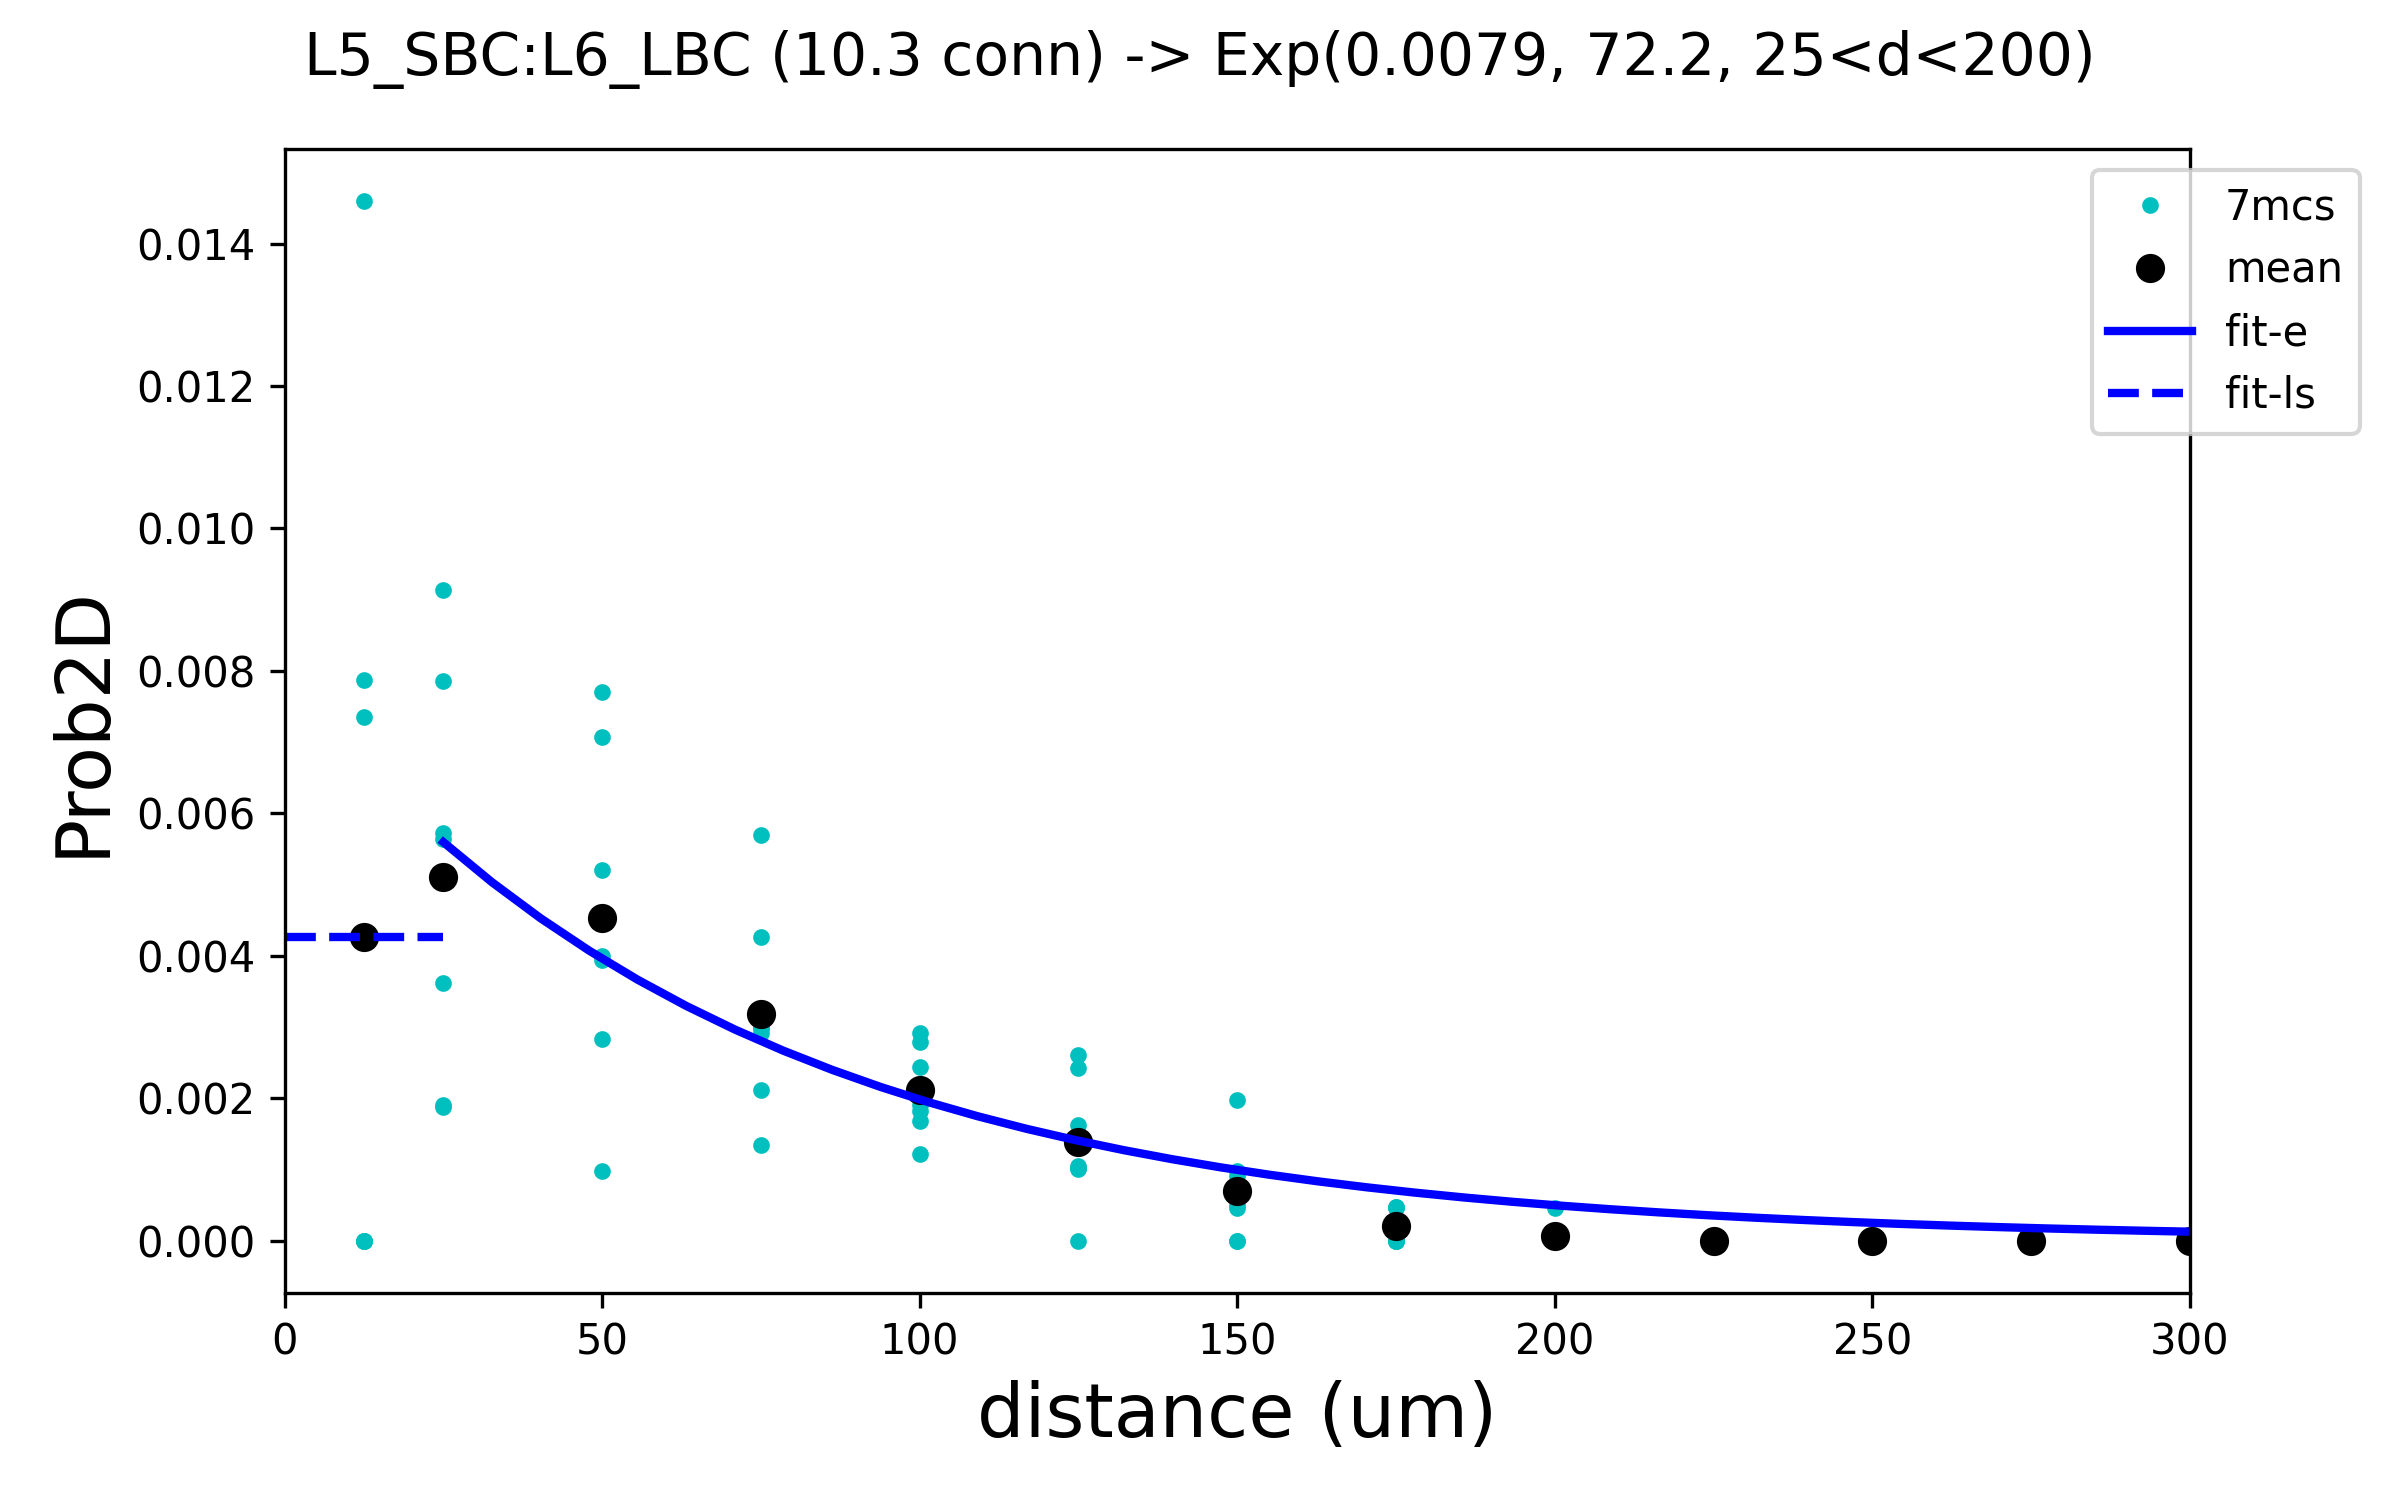 L5_SBC:L6_LBC (10.3 conn) -> Exp(0.0079, 72.2, 25<d<200)
7mcs
mean
fit-e
fit-ls
0.014
0.012
0.010
0.008
0.006
0.004
0.002
0.000
Prob2D
0 50 100 150 200 250 300
distance (um)